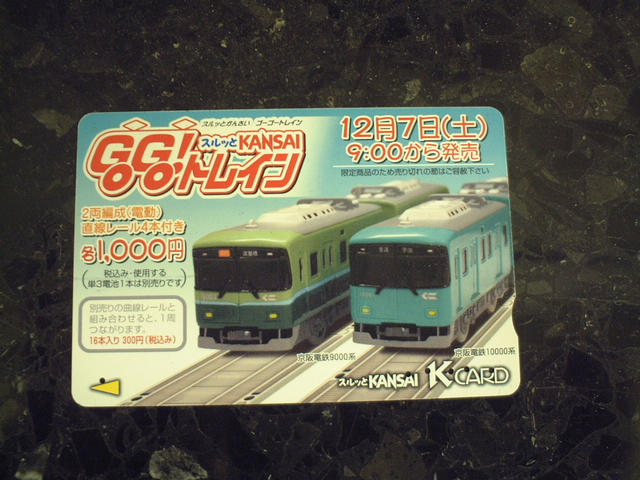 スルッとかんさい ゴーゴートレイン
GO!GO!トレイン
スルッとKANSAI
12月7日(土)
9:00から発売
限定商品のため売り切れの節はご容赦下さい
2両編成(電動)
直線レール4本付き
各1,000円
(税込み・使用する
単3電池1本は別売りです)
別売りの曲線レールと
組み合わせると、1周
つながります。
16本入り 300円(税込み)
京阪電鉄9000系
京阪電鉄10000系
スルッとKANSAI K CARD